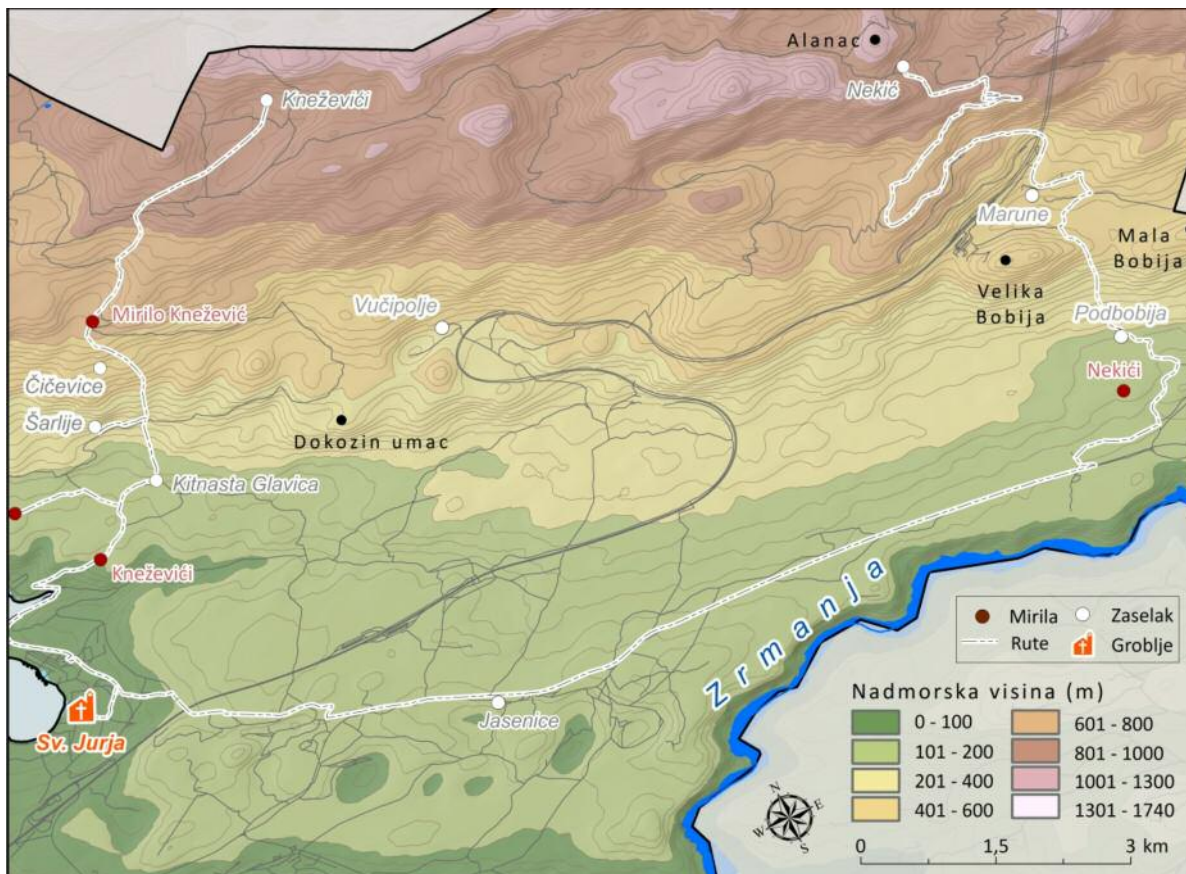 Alanac
Nekić
Kneževići
Marune
Mala
Bobija
Velika
Bobija
Vučipolje
Mirilo Knežević
Podbobija
Čičevice
Nekići
Šarlije
Dokozin umac
Kitnasta Glavica
Kneževići
Zrmanja
Jasenice
Sv. Jurja
Mirila
Zaselak
Rute
Groblje
Nadmorska visina (m)
0 - 100
601 - 800
101 - 200
801 - 1000
201 - 400
1001 - 1300
401 - 600
1301 - 1740
N
E
W
S
0 1,5 3 km